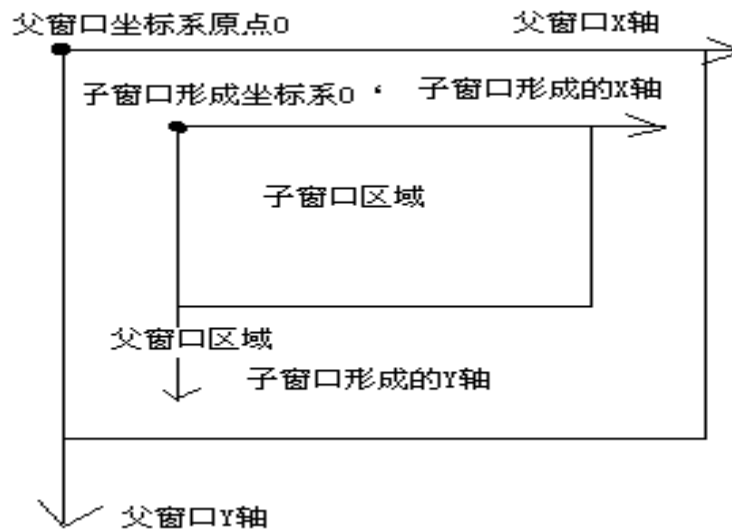 父窗口坐标系原点O
父窗口X轴
子窗口形成坐标系O‘
子窗口形成的X轴
子窗口区域
父窗口区域
子窗口形成的Y轴
父窗口Y轴